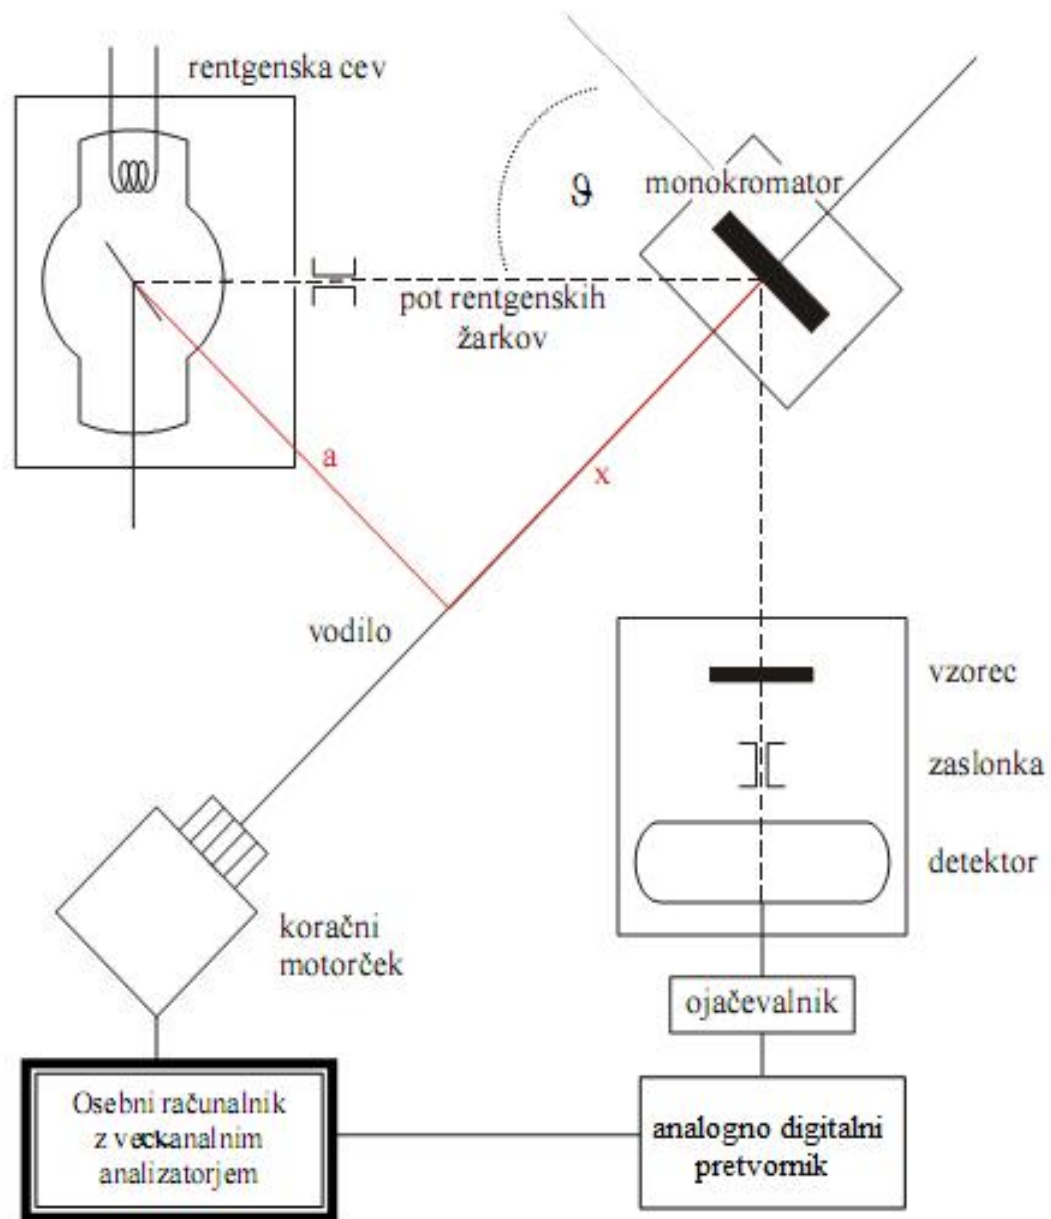 rentgenska cev
monokromator
ϑ
pot rentgenskih
žarkov
a
x
vodilo
vzorec
zaslonka
detektor
koračni
motorček
ojačevalnik
Osebni računalnik
z
analizatorjem
analogno digitalni
pretvornik